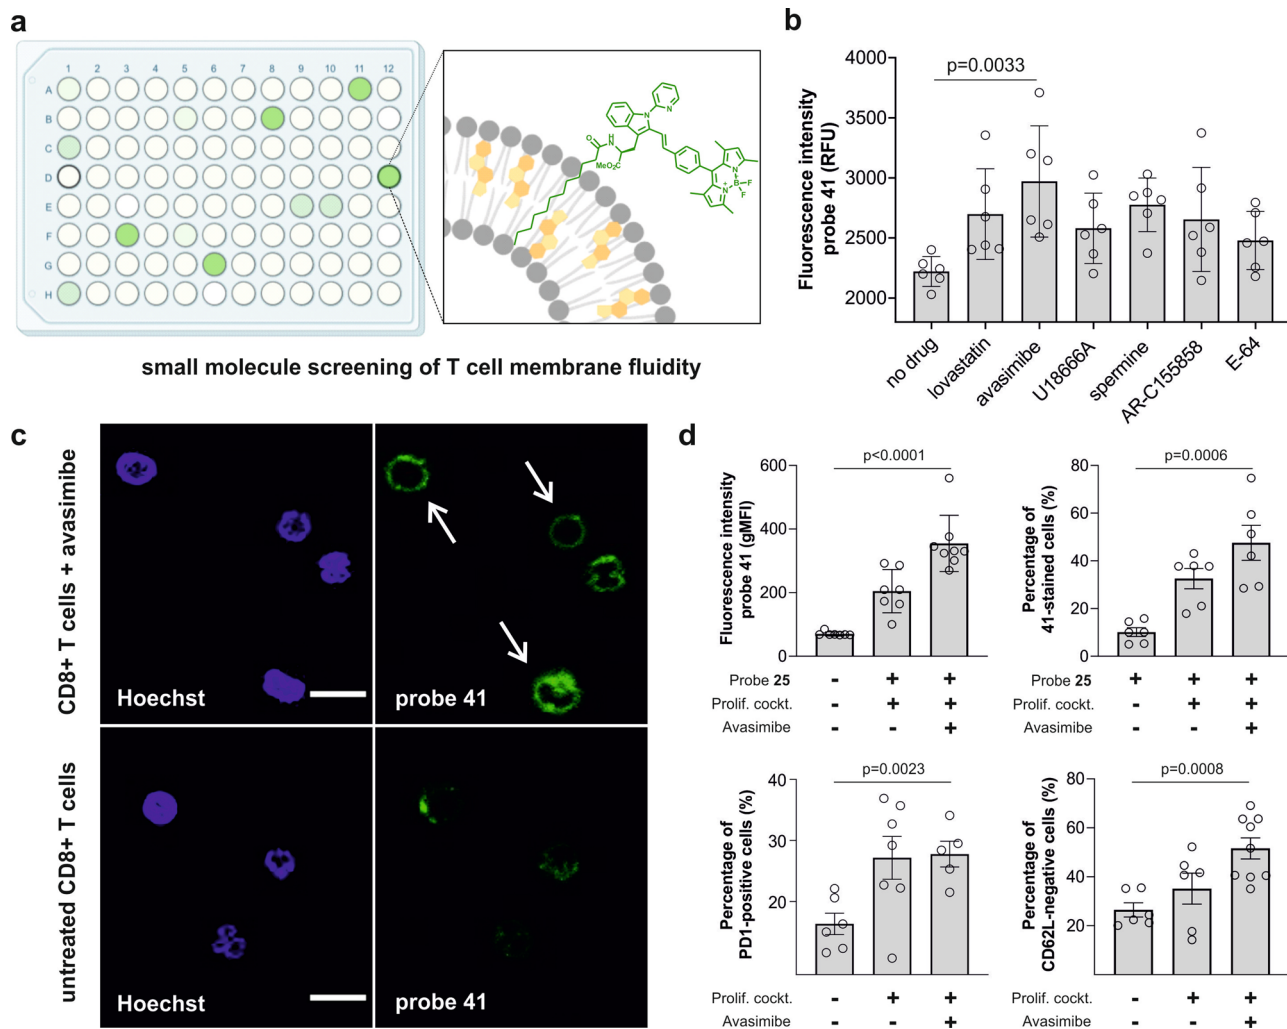 a
1 2 3 4 5 6 7 8 9 10 11 12
A
B
C
D
E
F
G
H
N
N
H
N
O
MeO₂C
N
N⁺
B
F
F
small molecule screening of T cell membrane fluidity
b
Fluorescence intensity
probe 41 (RFU)
p=0.0033
4000
3500
3000
2500
2000
no drug
lovastatin
avasimibe
U18666A
spermine
AR-C155858
E-64
c
CD8+ T cells + avasimibe
Hoechst
probe 41
untreated CD8+ T cells
Hoechst
probe 41
d
Fluorescence intensity
probe 41 (gMFI)
p<0.0001
600
400
200
0
Probe 25 - + +
Prolif. cockt. - + +
Avasimibe - - +
Percentage of
41-stained cells (%)
p=0.0006
80
60
40
20
0
Probe 25 + + +
Prolif. cockt. - + +
Avasimibe - - +
Percentage of
PD1-positive cells (%)
p=0.0023
40
30
20
Prolif. cockt. - + +
Avasimibe - - +
Percentage of
CD62L-negative cells (%)
p=0.0008
80
60
40
20
Prolif. cockt. - + +
Avasimibe - - +